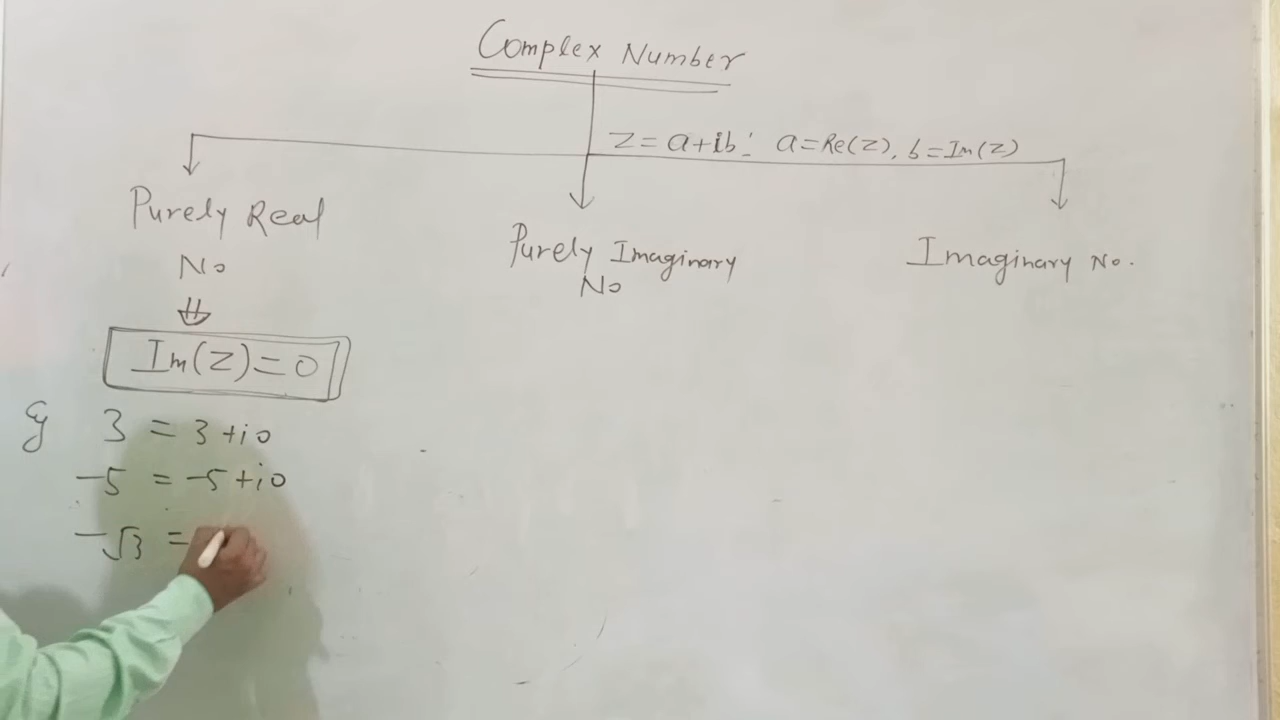 Complex Number
Z = a+ib : a=Re(Z), b=Im(Z)
Purely Real
No
Purely Imaginary
No
Imaginary No.
⇓
Im(Z)=0
Eg 3 = 3+i0
-5 = -5+i0
-√3 =